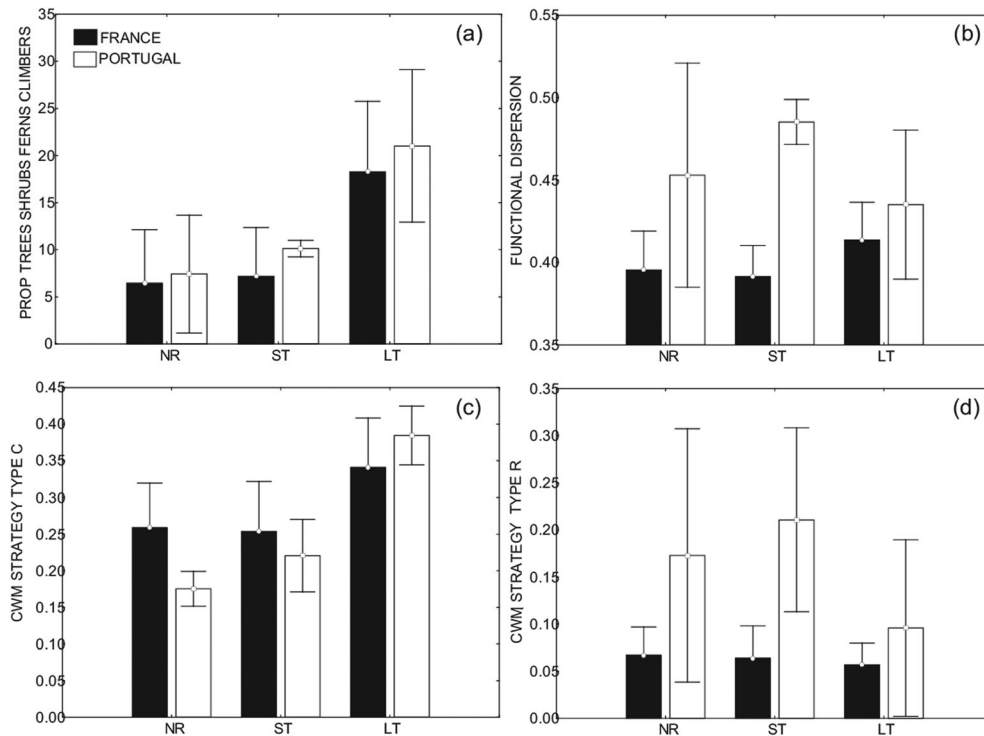 (a)
FRANCE
PORTUGAL
PROP TREES SHRUBS FERNS CLIMBERS
35
30
25
20
15
10
5
0
NR ST LT
(b)
FUNCTIONAL DISPERSION
0.55
0.50
0.45
0.40
0.35
NR ST LT
(c)
CWM STRATEGY TYPE C
0.45
0.40
0.35
0.30
0.25
0.20
0.15
0.10
0.05
0.00
NR ST LT
(d)
CWM STRATEGY TYPE R
0.35
0.30
0.25
0.20
0.15
0.10
0.05
0.00
NR ST LT